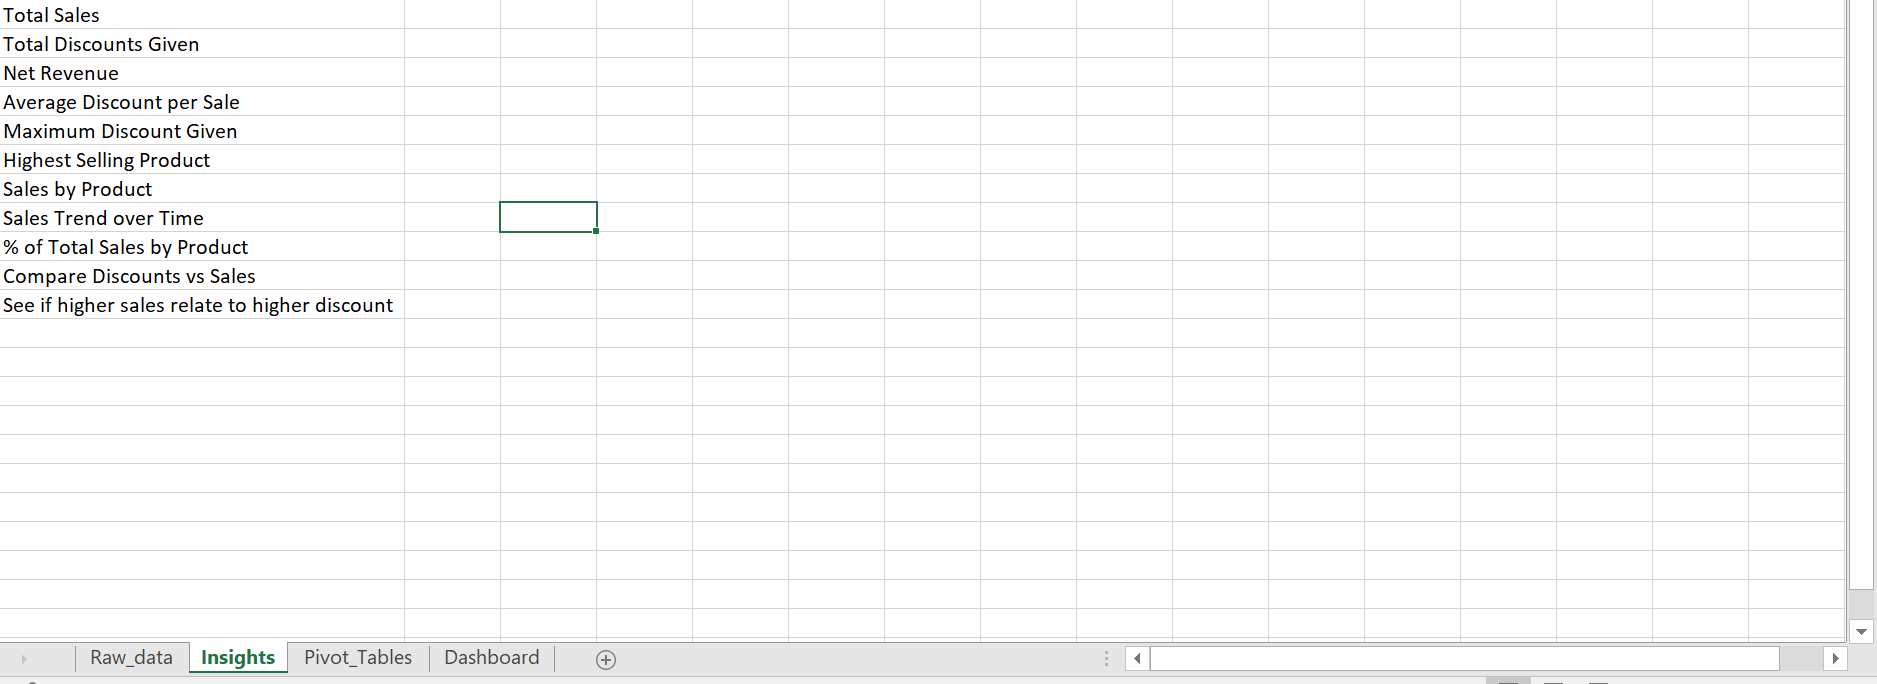 Total Sales
Total Discounts Given
Net Revenue
Average Discount per Sale
Maximum Discount Given
Highest Selling Product
Sales by Product
Sales Trend over Time
% of Total Sales by Product
Compare Discounts vs Sales
See if higher sales relate to higher discount
Raw_data Insights Pivot_Tables Dashboard